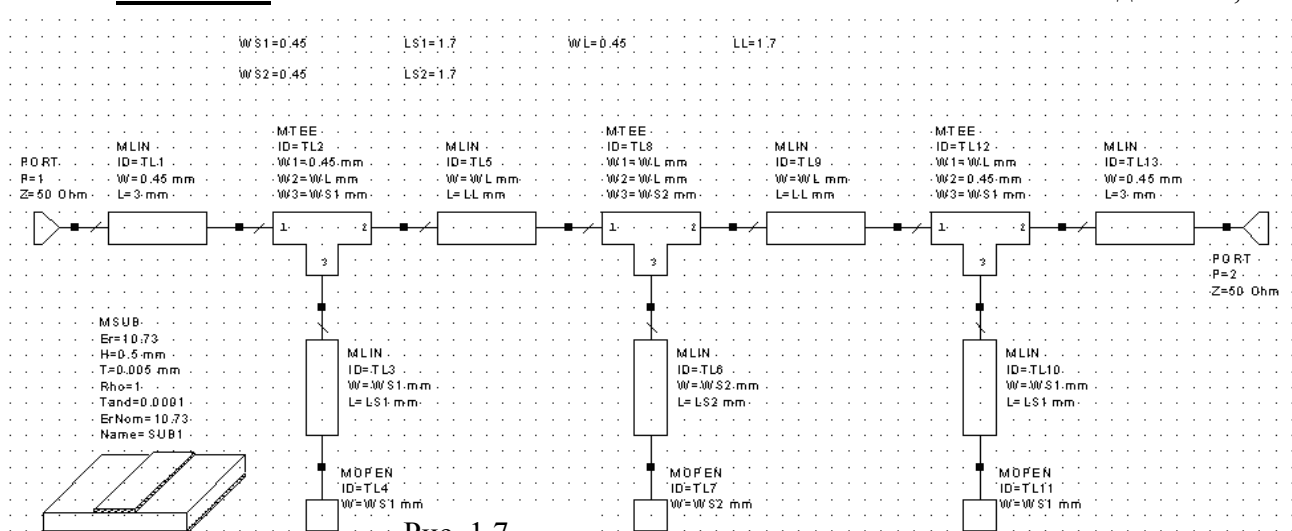 WS1=0.45
LS1=1.7
WL=0.45
LL=1.7
WS2=0.45
LS2=1.7
PORT
P=1
Z=50 Ohm
MLIN
ID=TL1
W=0.45 mm
L=3 mm
MTEE
ID=TL2
W1=0.45 mm
W2=WL mm
W3=WS1 mm
1
2
3
MLIN
ID=TL5
W=WL mm
L=LL mm
MTEE
ID=TL8
W1=WL mm
W2=WL mm
W3=WS2 mm
1
2
3
MLIN
ID=TL9
W=WL mm
L=LL mm
MTEE
ID=TL12
W1=WL mm
W2=0.45 mm
W3=WS1 mm
1
2
3
MLIN
ID=TL13
W=0.45 mm
L=3 mm
PORT
P=2
Z=50 Ohm
MSUB
Er=10.73
H=0.5 mm
T=0.005 mm
Rho=1
Tand=0.0001
ErNom=10.73
Name=SUB1
MLIN
ID=TL3
W=WS1 mm
L=LS1 mm
MLIN
ID=TL6
W=WS2 mm
L=LS2 mm
MLIN
ID=TL10
W=WS1 mm
L=LS1 mm
MOPEN
ID=TL4
W=WS1 mm
MOPEN
ID=TL7
W=WS2 mm
MOPEN
ID=TL11
W=WS1 mm